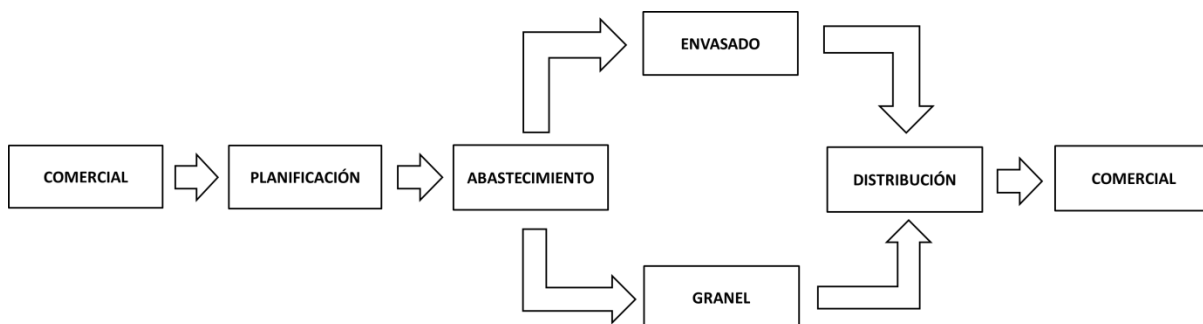 ENVASADO
COMERCIAL
PLANIFICACIÓN
ABASTECIMIENTO
DISTRIBUCIÓN
COMERCIAL
GRANEL